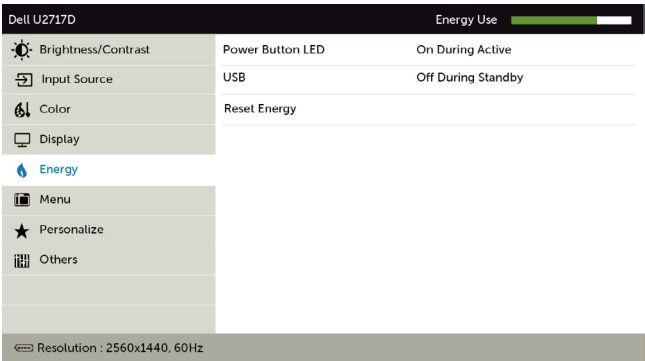 Dell U2717D Energy Use
Brightness/Contrast Power Button LED On During Active
Input Source USB Off During Standby
Color Reset Energy
Display
Energy
Menu
Personalize
Others
Resolution : 2560x1440, 60Hz